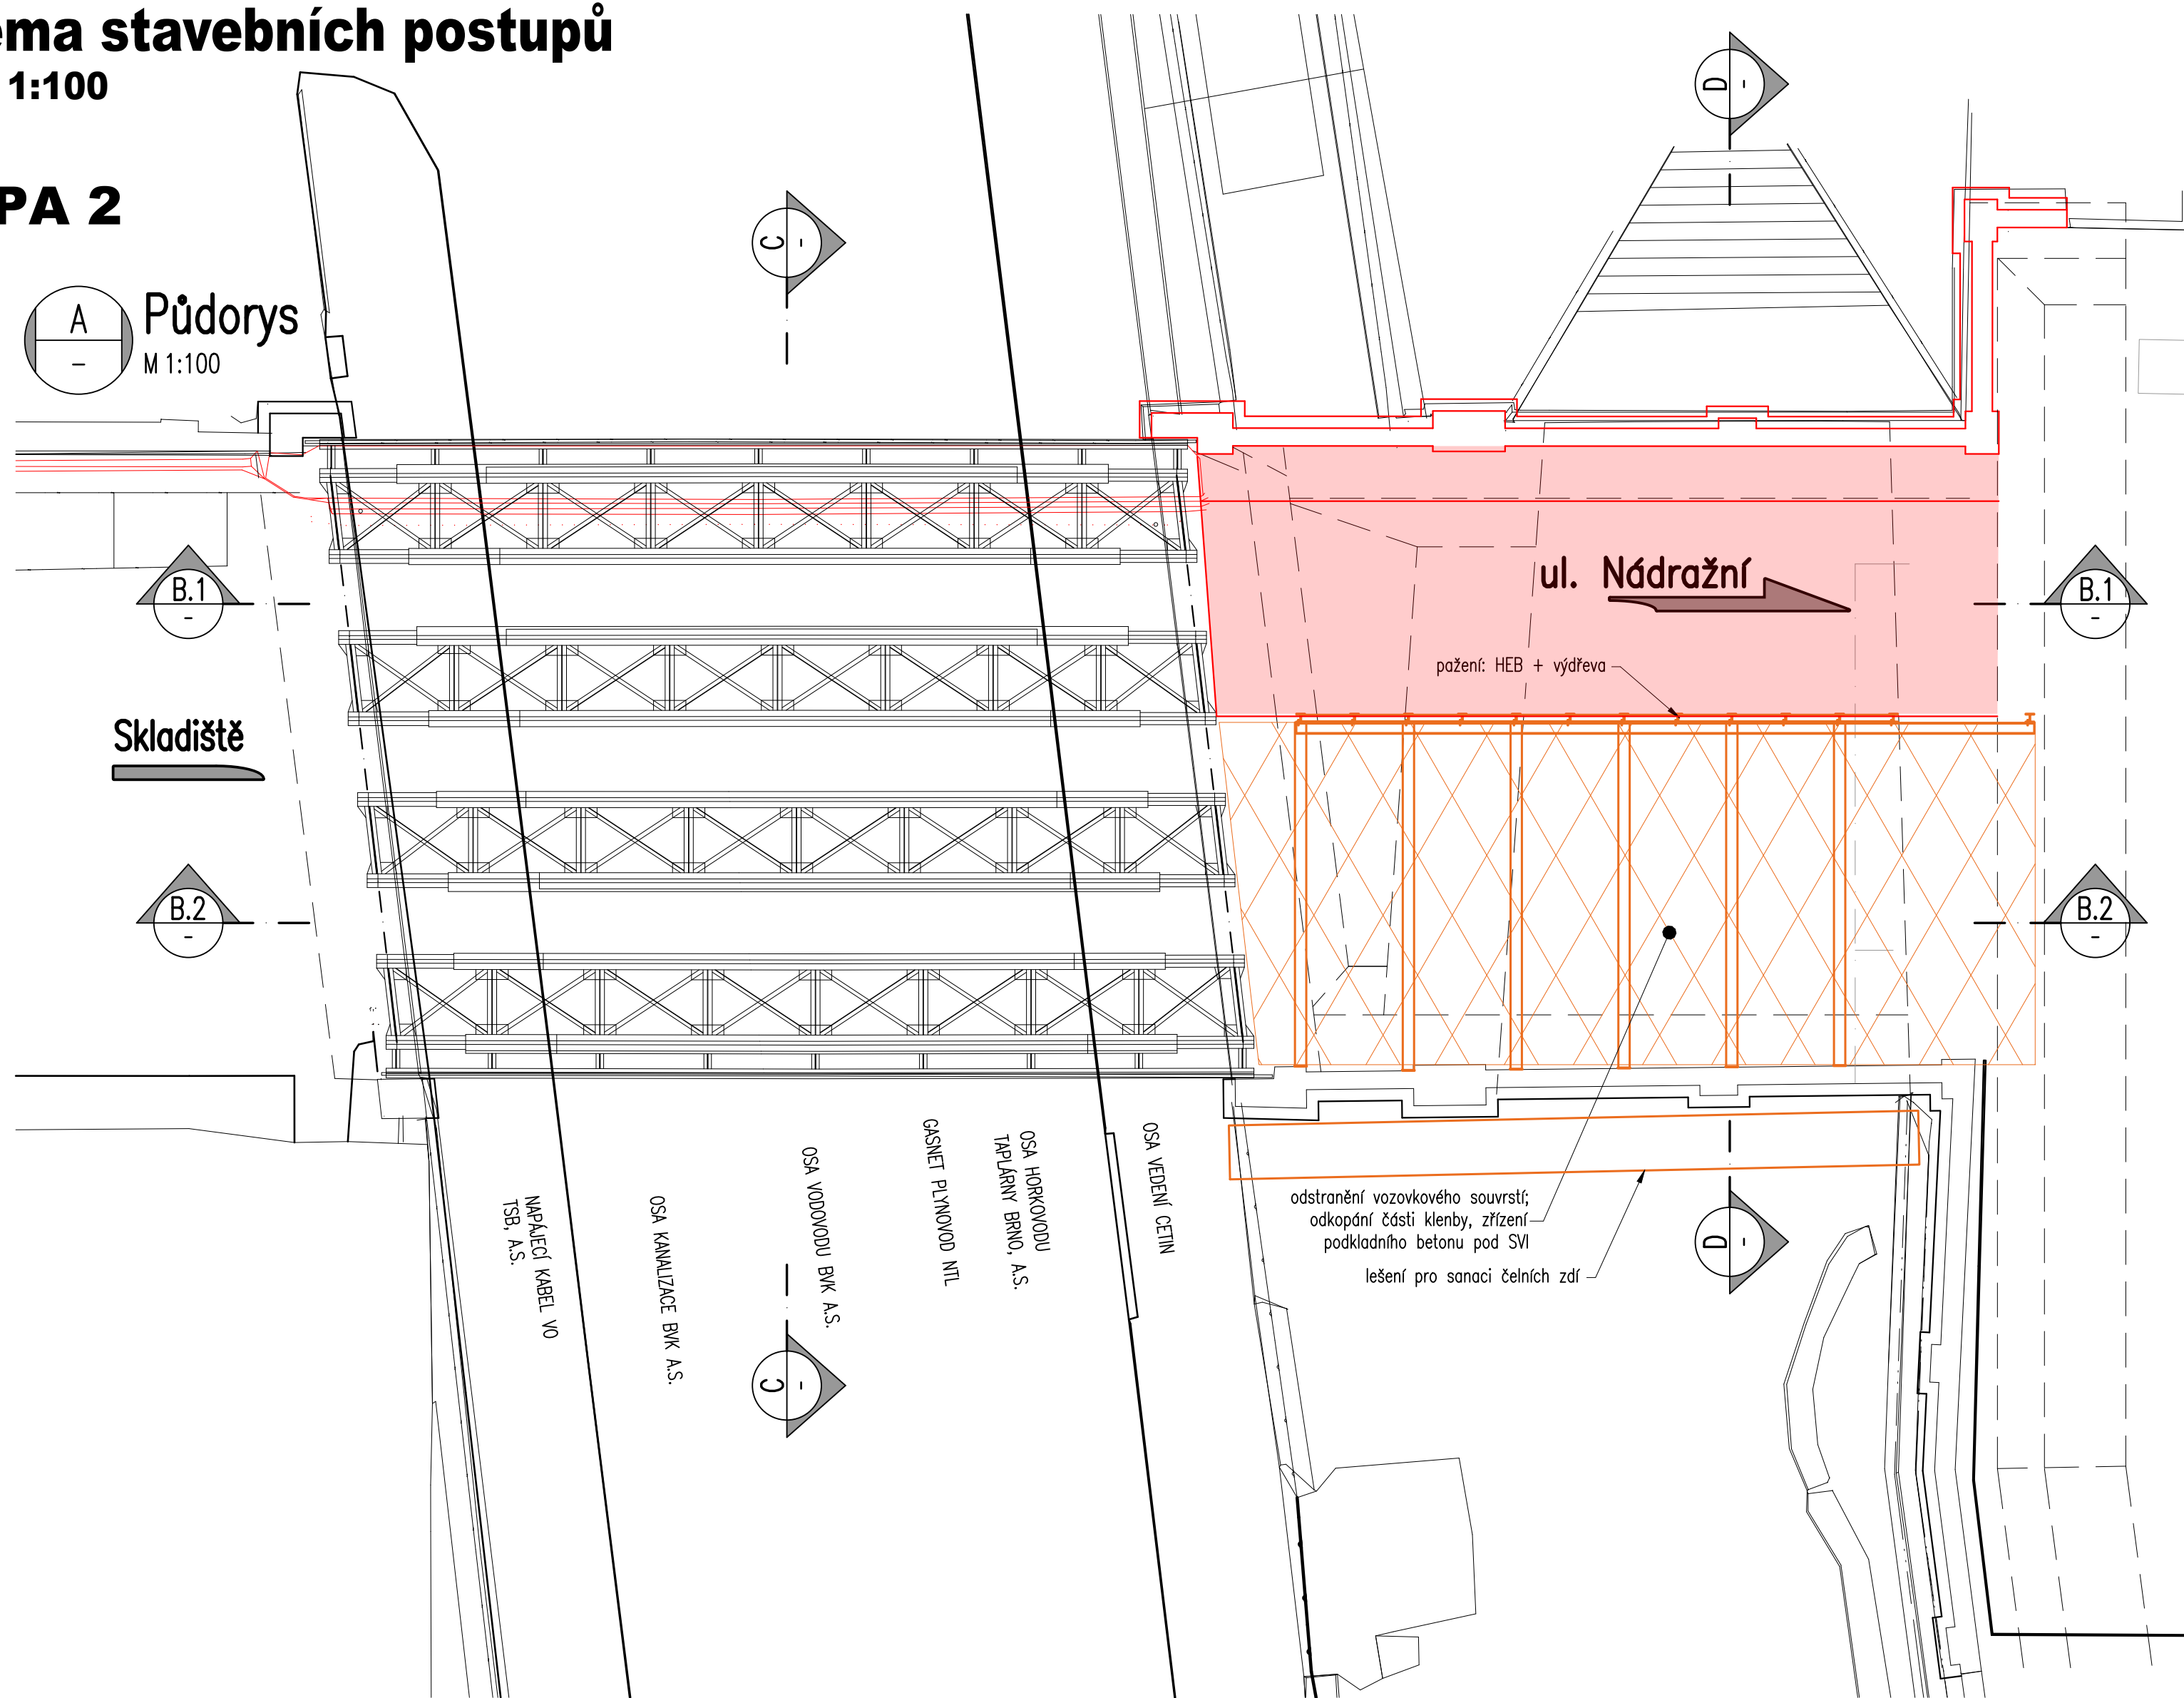 ema stavebních postupů
1:100
PA 2
A
-
Půdorys
M 1:100
C
-
D
-
B.1
-
ul. Nádražní
B.1
-
pažení: HEB + výdřeva
Skladiště
B.2
-
B.2
-
NAPÁJECÍ KABEL VO
TSB, A.S.
OSA KANALIZACE BVK A.S.
OSA VODOVODU BVK A.S.
GASNET PLYNOVOD NTL
OSA HORKOVODU
TAPLÁRNY BRNO, A.S.
OSA VEDENÍ CETIN
odstranění vozovkového souvrstí;
odkopání části klenby, zřízení
podkladního betonu pod SVI
lešení pro sanaci čelních zdí
D
-
C
-